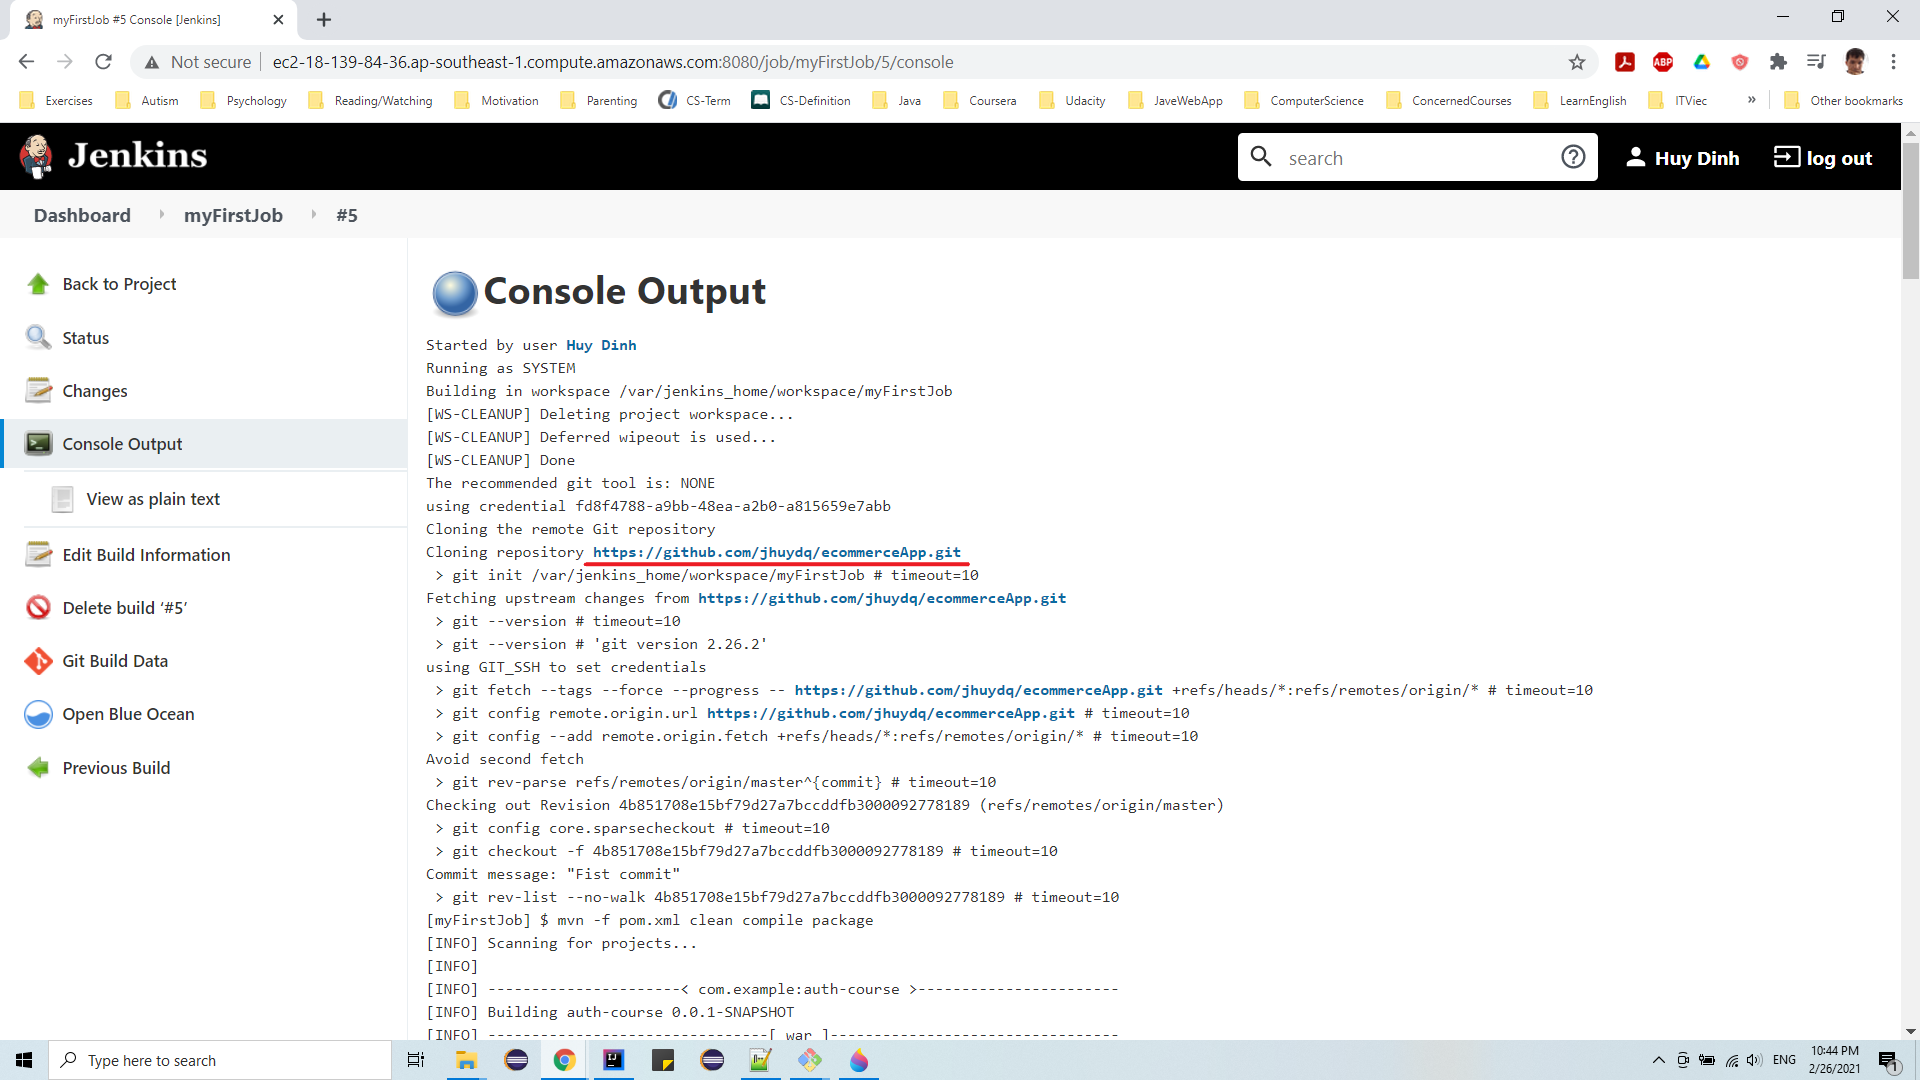 myFirstJob #5 Console [Jenkins]
Not secure
ec2-18-139-84-36.ap-southeast-1.compute.amazonaws.com:8080/job/myFirstJob/5/console
ABP
Exercises
Autism
Psychology
Reading/Watching
Motivation
Parenting
CS-Term
CS-Definition
Java
Coursera
Udacity
JaveWebApp
ComputerScience
ConcernedCourses
LearnEnglish
ITViec
»
Other bookmarks
Jenkins
search
Huy Dinh
log out
Dashboard
myFirstJob
#5
Back to Project
Status
Changes
Console Output
View as plain text
Edit Build Information
Delete build ‘#5’
Git Build Data
Open Blue Ocean
Previous Build
Console Output
Started by user Huy Dinh
Running as SYSTEM
Building in workspace /var/jenkins_home/workspace/myFirstJob
[WS-CLEANUP] Deleting project workspace...
[WS-CLEANUP] Deferred wipeout is used...
[WS-CLEANUP] Done
The recommended git tool is: NONE
using credential fd8f4788-a9bb-48ea-a2b0-a815659e7abb
Cloning the remote Git repository
Cloning repository https://github.com/jhuydq/ecommerceApp.git
> git init /var/jenkins_home/workspace/myFirstJob # timeout=10
Fetching upstream changes from https://github.com/jhuydq/ecommerceApp.git
> git --version # timeout=10
> git --version # 'git version 2.26.2'
using GIT_SSH to set credentials
> git fetch --tags --force --progress -- https://github.com/jhuydq/ecommerceApp.git +refs/heads/*:refs/remotes/origin/* # timeout=10
> git config remote.origin.url https://github.com/jhuydq/ecommerceApp.git # timeout=10
> git config --add remote.origin.fetch +refs/heads/*:refs/remotes/origin/* # timeout=10
Avoid second fetch
> git rev-parse refs/remotes/origin/master^{commit} # timeout=10
Checking out Revision 4b851708e15bf79d27a7bccddfb3000092778189 (refs/remotes/origin/master)
> git config core.sparsecheckout # timeout=10
> git checkout -f 4b851708e15bf79d27a7bccddfb3000092778189 # timeout=10
Commit message: "Fist commit"
> git rev-list --no-walk 4b851708e15bf79d27a7bccddfb3000092778189 # timeout=10
[myFirstJob] $ mvn -f pom.xml clean compile package
[INFO] Scanning for projects...
[INFO]
[INFO] ----------------------< com.example:auth-course >-----------------------
[INFO] Building auth-course 0.0.1-SNAPSHOT
[INFO] --------------------------------[ war ]---------------------------------
Type here to search
ENG
10:44 PM
2/26/2021
1